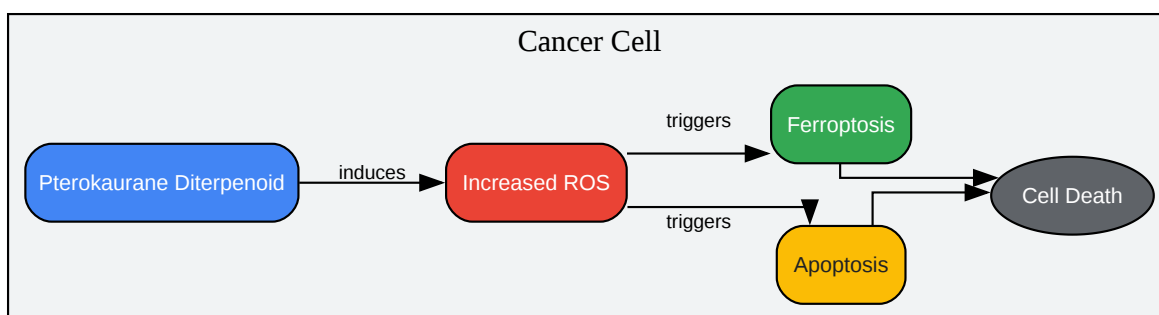 Cancer Cell
Pterokaurane Diterpenoid
induces
Increased ROS
triggers
Ferroptosis
triggers
Apoptosis
Cell Death